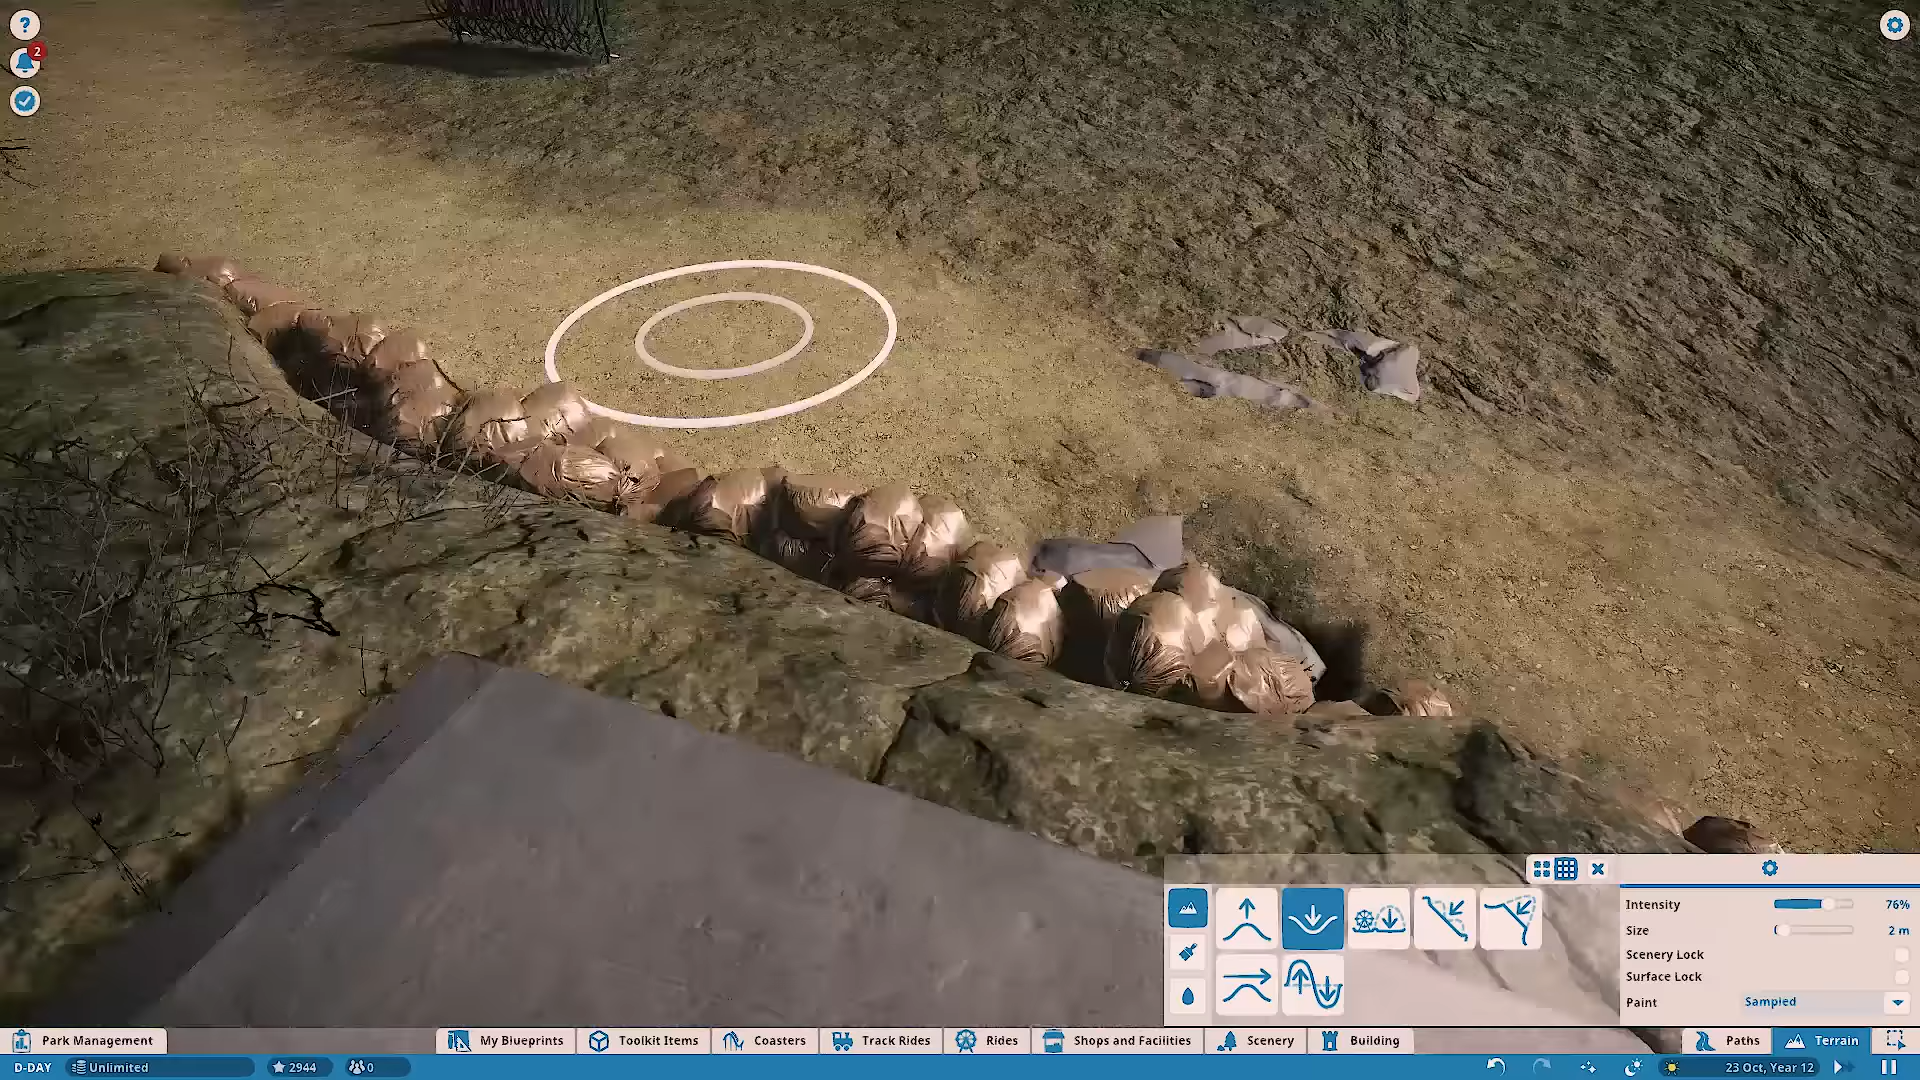 ?
2
Intensity 76%
Size 2 m
Scenery Lock
Surface Lock
Paint Sampled
Park Management My Blueprints Toolkit Items Coasters Track Rides Rides Shops and Facilities Scenery Building Paths Terrain
D-DAY Unlimited 2944 0 23 Oct, Year 12